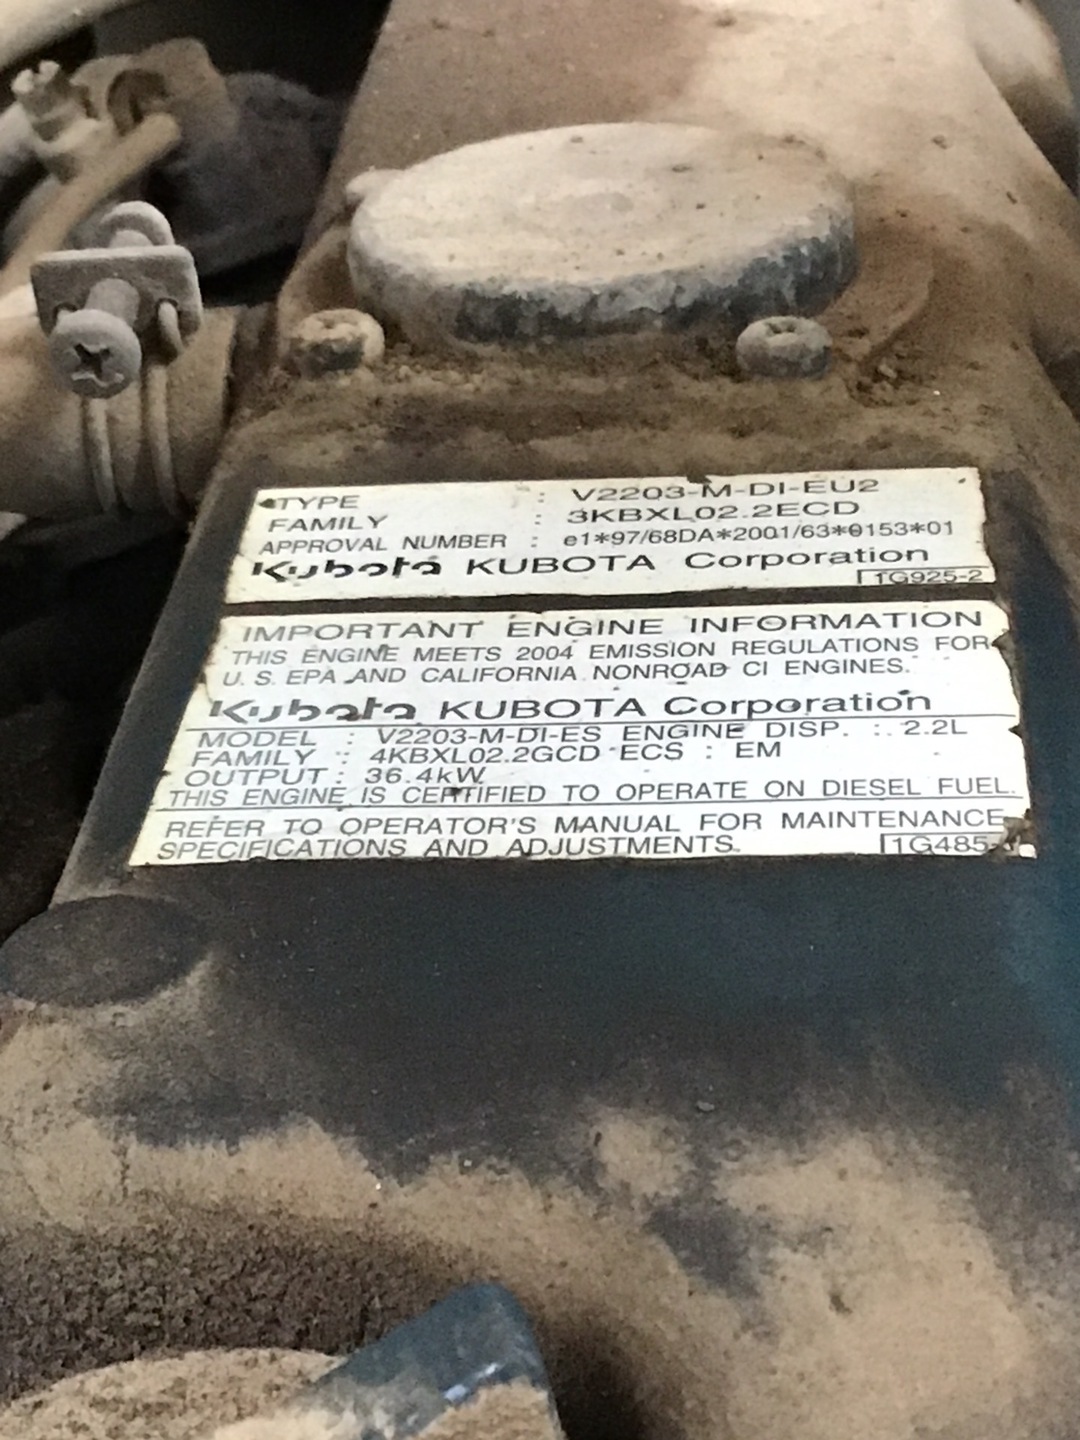 TYPE : V2203-M-DI-EU2
FAMILY : 3KBXL02.2ECD
APPROVAL NUMBER : e1*97/68DA*2001/63*0153*01
Kubota KUBOTA Corporation
1G925-2
IMPORTANT ENGINE INFORMATION
THIS ENGINE MEETS 2004 EMISSION REGULATIONS FOR
U.S. EPA AND CALIFORNIA NONROAD CI ENGINES.
Kubota KUBOTA Corporation
MODEL : V2203-M-DI-ES ENGINE DISP. : 2.2L
FAMILY : 4KBXL02.2GCD ECS : EM
OUTPUT : 36.4kW
THIS ENGINE IS CERTIFIED TO OPERATE ON DIESEL FUEL.
REFER TO OPERATOR'S MANUAL FOR MAINTENANCE
SPECIFICATIONS AND ADJUSTMENTS.
1G485-